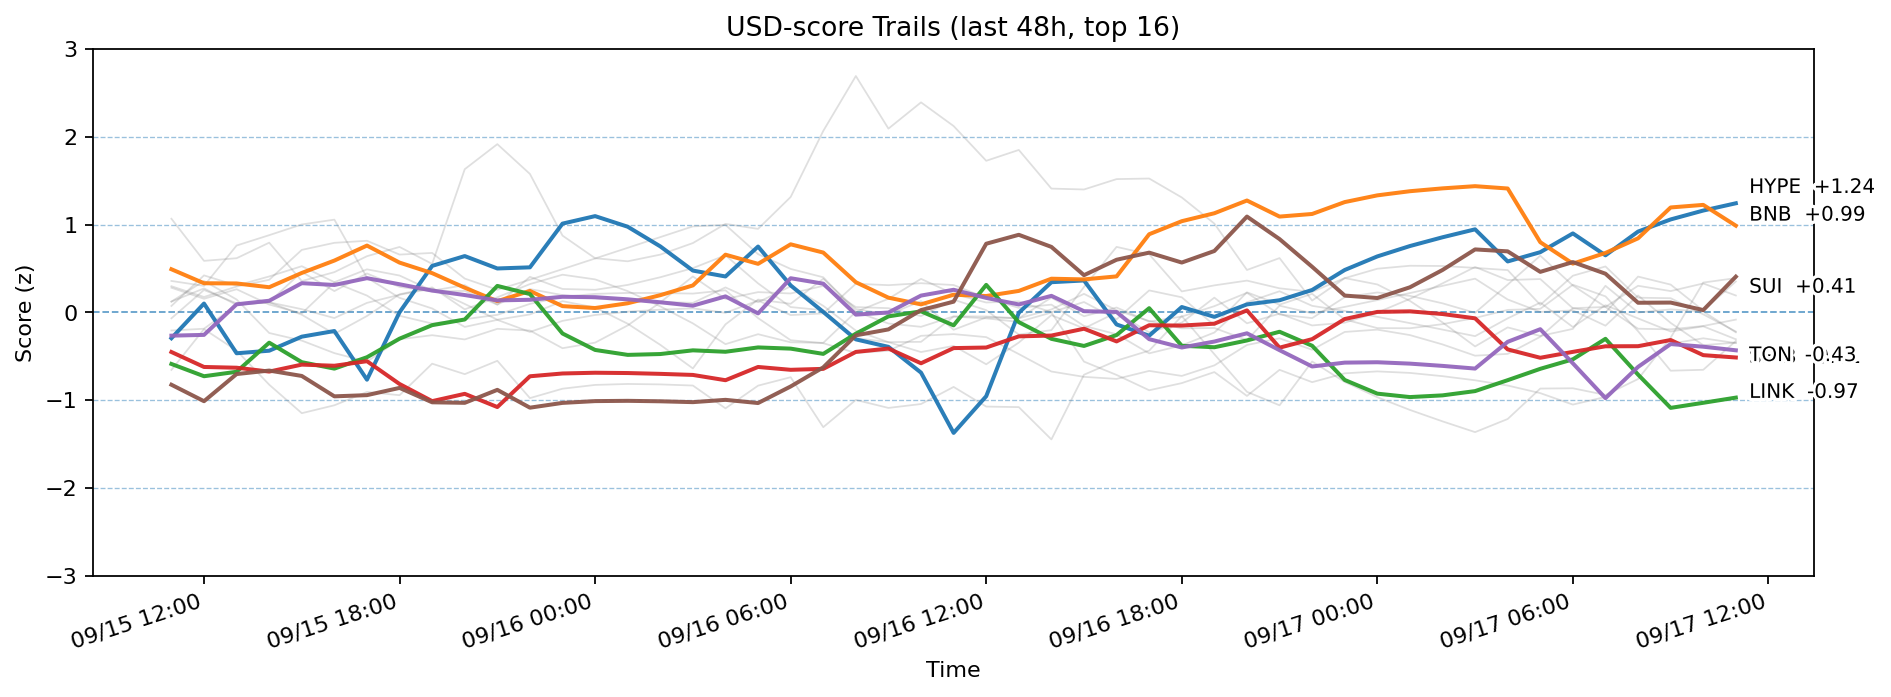 USD-score Trails (last 48h, top 16)
Score (z)
3
2
1
0
−1
−2
−3
HYPE +1.24
BNB +0.99
SUI +0.41
TON -0.43
LINK -0.97
09/15 12:00
09/15 18:00
09/16 00:00
09/16 06:00
09/16 12:00
09/16 18:00
09/17 00:00
09/17 06:00
09/17 12:00
Time